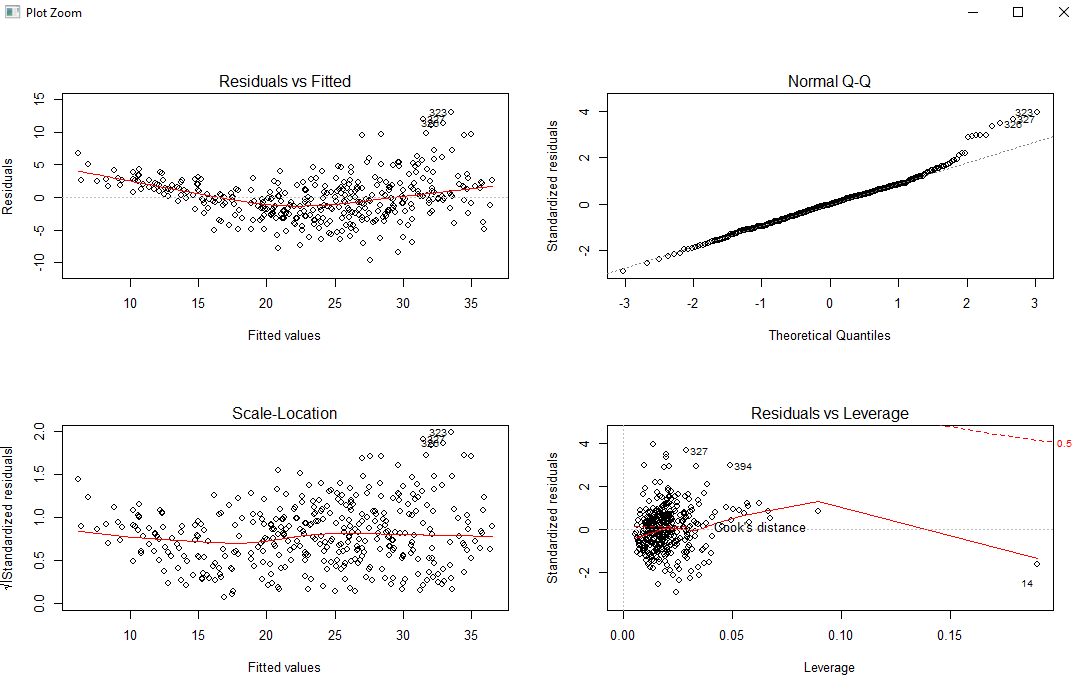 Plot Zoom
Residuals vs Fitted
Residuals
15
10
5
0
-5
-10
323
327
326
10 15 20 25 30 35
Fitted values
Normal Q-Q
Standardized residuals
4
2
0
-2
323
327
326
-3 -2 -1 0 1 2 3
Theoretical Quantiles
Scale-Location
√|Standardized residuals|
2.0
1.5
1.0
0.5
0.0
323
327
326
10 15 20 25 30 35
Fitted values
Residuals vs Leverage
Standardized residuals
4
2
0
-2
0.5
327
394
Cook's distance
14
0.00 0.05 0.10 0.15
Leverage